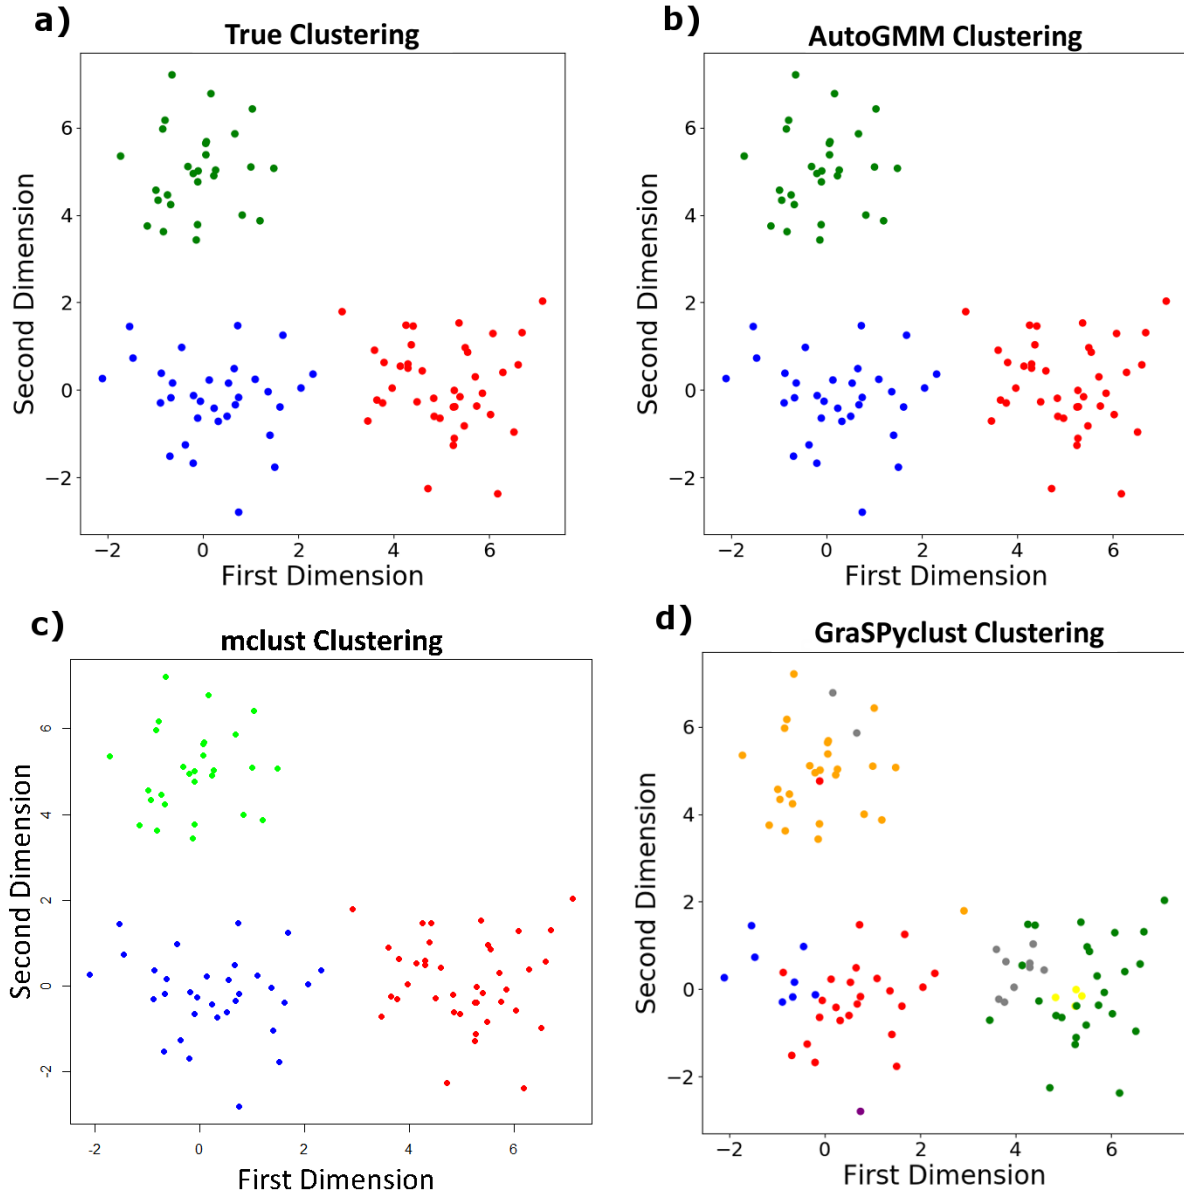 a)
True Clustering
Second Dimension
6
4
2
0
−2
−2 0 2 4 6
First Dimension
b)
AutoGMM Clustering
Second Dimension
6
4
2
0
−2
−2 0 2 4 6
First Dimension
c)
mclust Clustering
Second Dimension
6
4
2
0
-2
-2 0 2 4 6
First Dimension
d)
GraSPyclust Clustering
Second Dimension
6
4
2
0
−2
−2 0 2 4 6
First Dimension